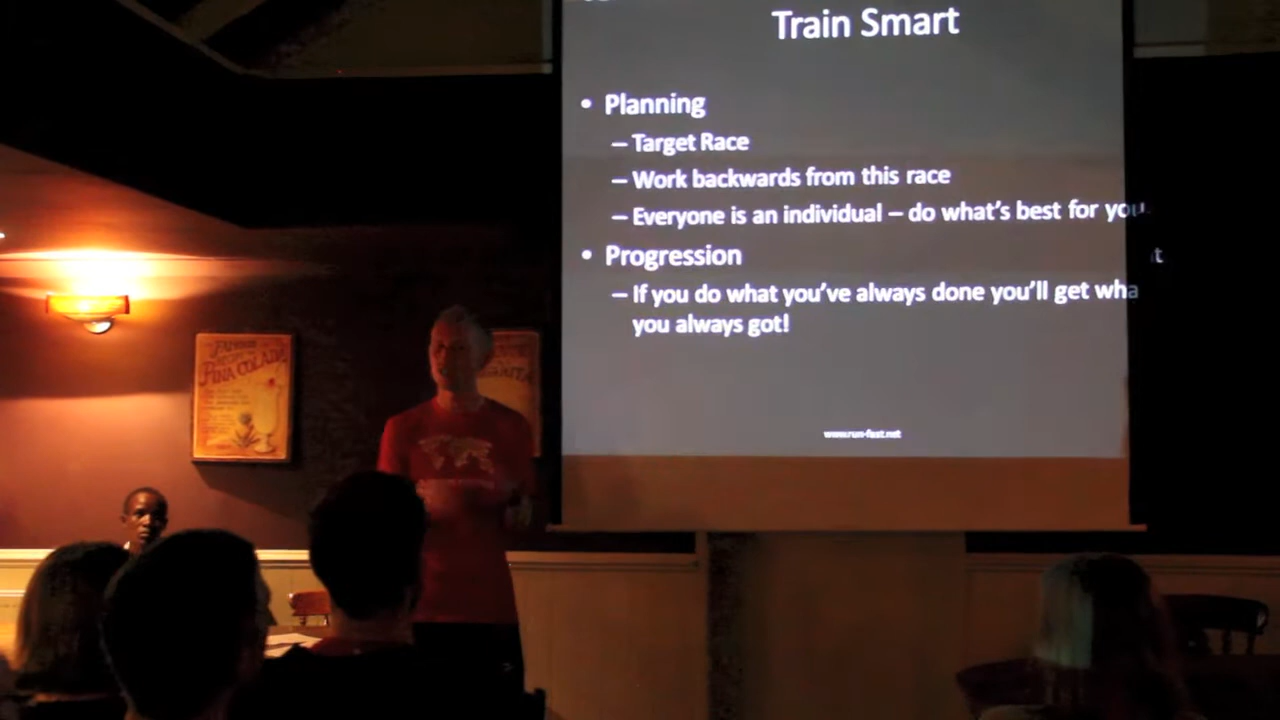 Train Smart
• Planning
– Target Race
– Work backwards from this race
– Everyone is an individual – do what's best for you.
• Progression
– If you do what you've always done you'll get what
you always got!
www.run-fast.net
FAMOUS
PINA COLADA